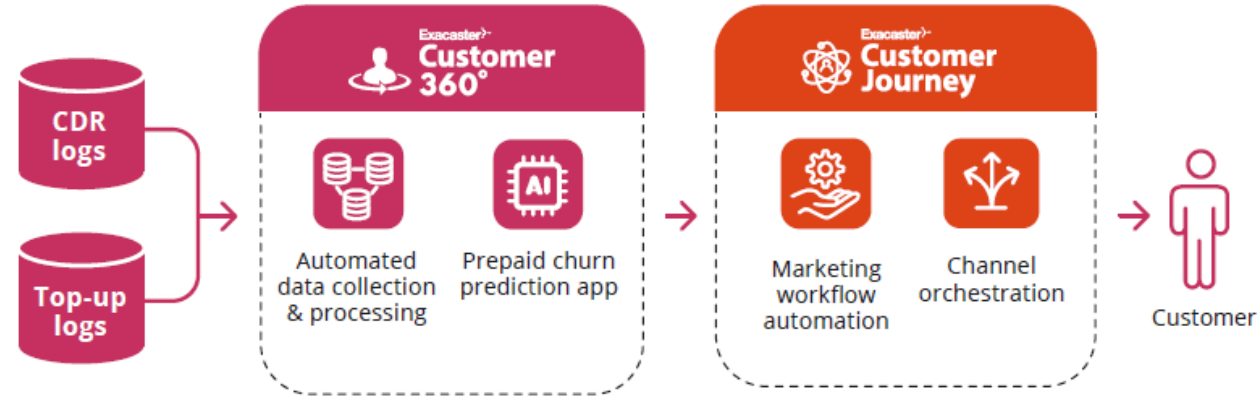 CDR
logs
Top-up
logs
Exacaster
Customer
360°
AI
Automated
data collection
& processing
Prepaid churn
prediction app
Exacaster
Customer
Journey
Marketing
workflow
automation
Channel
orchestration
Customer